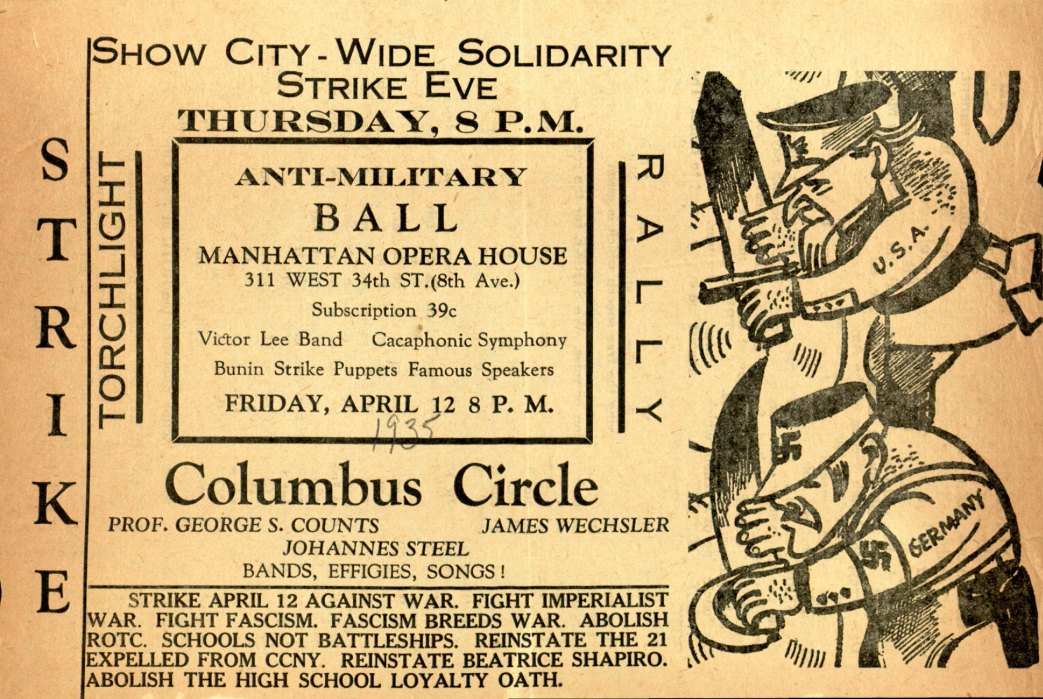 STRIKE
SHOW CITY-WIDE SOLIDARITY
STRIKE EVE
THURSDAY, 8 P.M.
TORCHLIGHT
RALLY
ANTI-MILITARY
BALL
MANHATTAN OPERA HOUSE
311 WEST 34th ST.(8th Ave.)
Subscription 39c
Victor Lee Band Cacaphonic Symphony
Bunin Strike Puppets Famous Speakers
FRIDAY, APRIL 12 8 P. M.
1935
Columbus Circle
PROF. GEORGE S. COUNTS JAMES WECHSLER
JOHANNES STEEL
BANDS, EFFIGIES, SONGS!
STRIKE APRIL 12 AGAINST WAR. FIGHT IMPERIALIST
WAR. FIGHT FASCISM. FASCISM BREEDS WAR. ABOLISH
ROTC. SCHOOLS NOT BATTLESHIPS. REINSTATE THE 21
EXPELLED FROM CCNY. REINSTATE BEATRICE SHAPIRO.
ABOLISH THE HIGH SCHOOL LOYALTY OATH.
U.S.A.
GERMANY